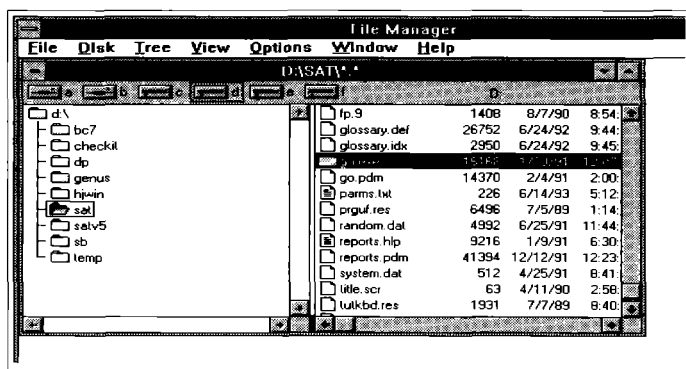 File Manager
File Disk Tree View Options Window Help
D:\SAT\*.*
a b c d e f D:
d:\
bc7
checkit
dp
genus
hjwin
sat
satv5
sb
temp
fp.9 1408 8/7/90 8:54:
glossary.def 26752 6/24/92 9:44:
glossary.idx 2950 6/24/92 9:45:
go.pdm 14370 2/4/91 2:00:
parms.txt 226 6/14/93 5:12:
prguf.res 6496 7/5/89 1:14:
random.dat 4992 6/25/91 11:44:
reports.hlp 9216 1/9/91 6:30:
reports.pdm 41394 12/12/91 12:23:
system.dat 512 4/25/91 8:41:
title.scr 63 4/11/90 2:58:
tutkbd.res 1931 7/7/89 8:40: